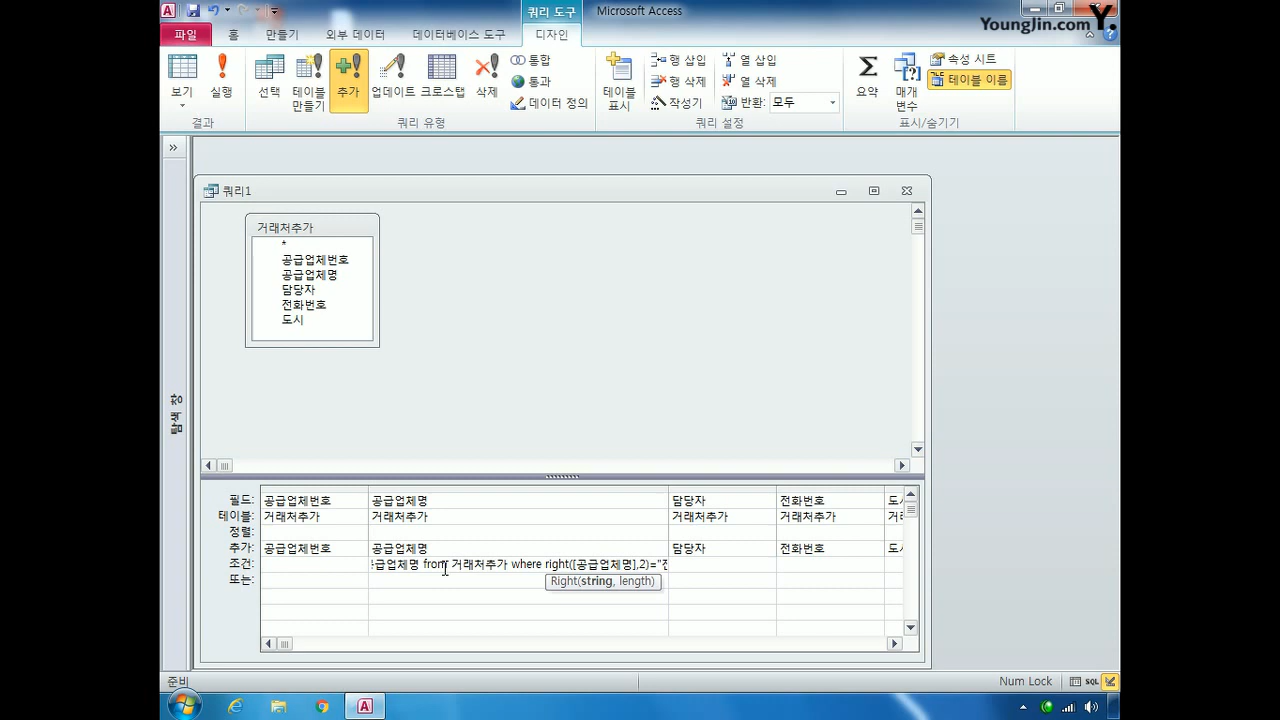 쿼리 도구
Microsoft Access
YoungJin.com Y.
파일
홈
만들기
외부 데이터
데이터베이스 도구
디자인
보기
실행
결과
선택
테이블 만들기
추가
업데이트
크로스탭
삭제
통합
통과
데이터 정의
쿼리 유형
테이블 표시
행 삽입
행 삭제
작성기
열 삽입
열 삭제
반환: 모두
쿼리 설정
요약
매개 변수
속성 시트
테이블 이름
표시/숨기기
»
탐색 창
쿼리1
거래처추가
*
공급업체번호
공급업체명
담당자
전화번호
도시
필드: 공급업체번호 공급업체명 담당자 전화번호
테이블: 거래처추가 거래처추가 거래처추가 거래처추가
정렬:
추가: 공급업체번호 공급업체명 담당자 전화번호
조건: 공급업체명 from 거래처추가 where right([공급업체명],2)="전
또는:
Right(string, length)
준비
Num Lock
SQL